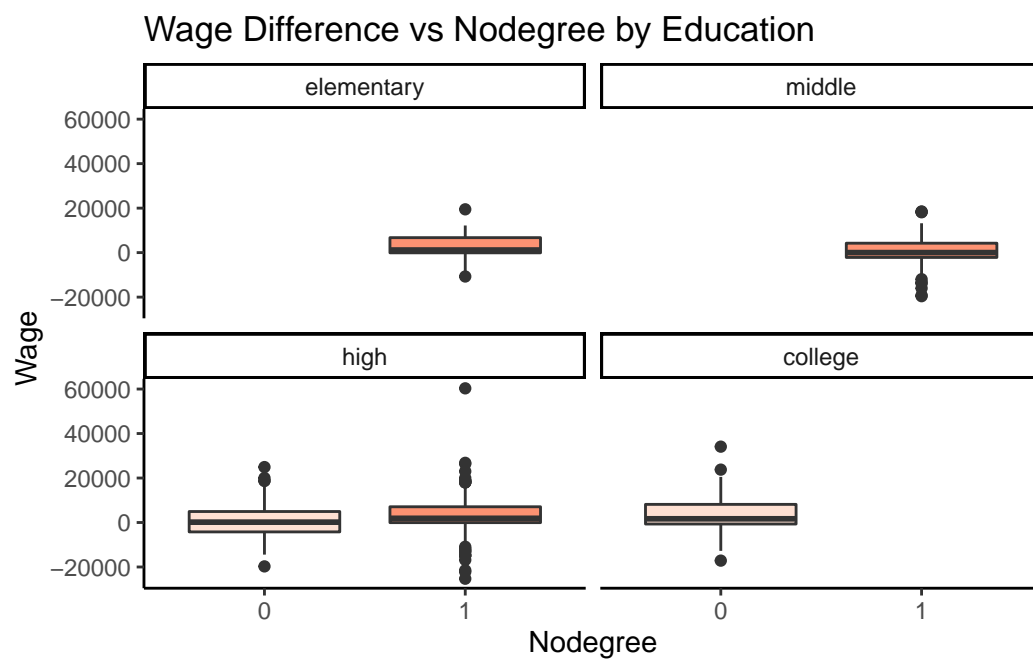 Wage Difference vs Nodegree by Education
elementary
middle
60000
40000
20000
0
−20000
high
college
60000
40000
20000
0
−20000
Wage
0
1
0
1
Nodegree